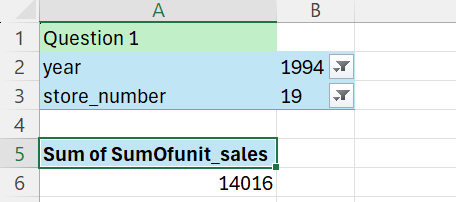 A B
1 Question 1
2 year 1994
3 store_number 19
4
5 Sum of SumOfunit_sales
6 14016